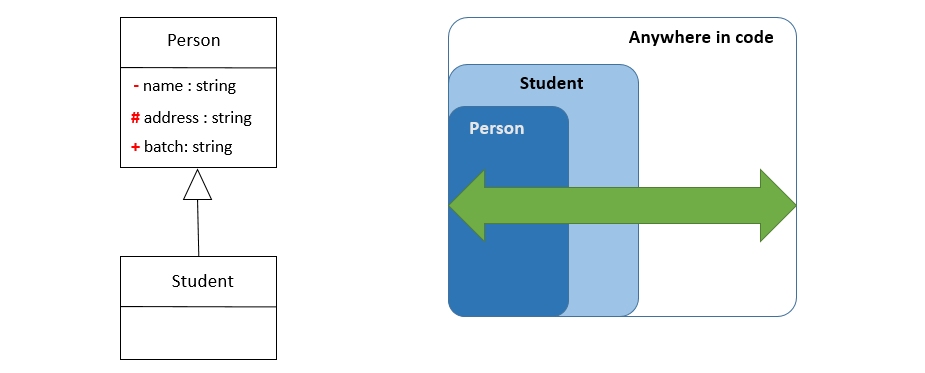 Person
- name : string
# address : string
+ batch: string
Student
Anywhere in code
Student
Person